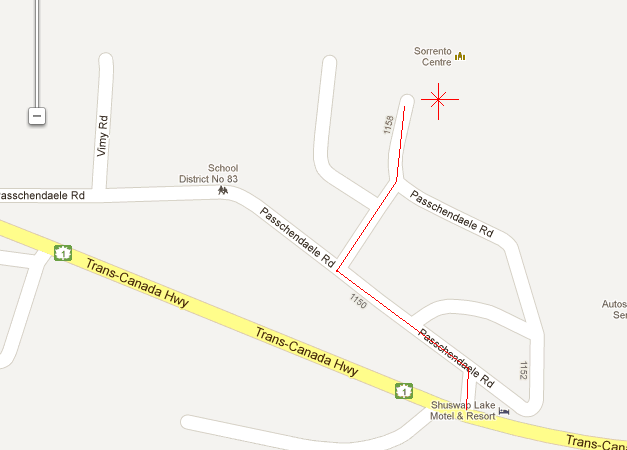 Sorrento
Centre
1158
Vimy Rd
School
District No 83
asschendaele Rd
Passchendaele Rd
Passchendaele Rd
1
Trans-Canada Hwy
1150
Autos
Ser
Trans-Canada Hwy
Passchendaele Rd
1152
1
Shuswap Lake
Motel & Resort
Trans-Ca